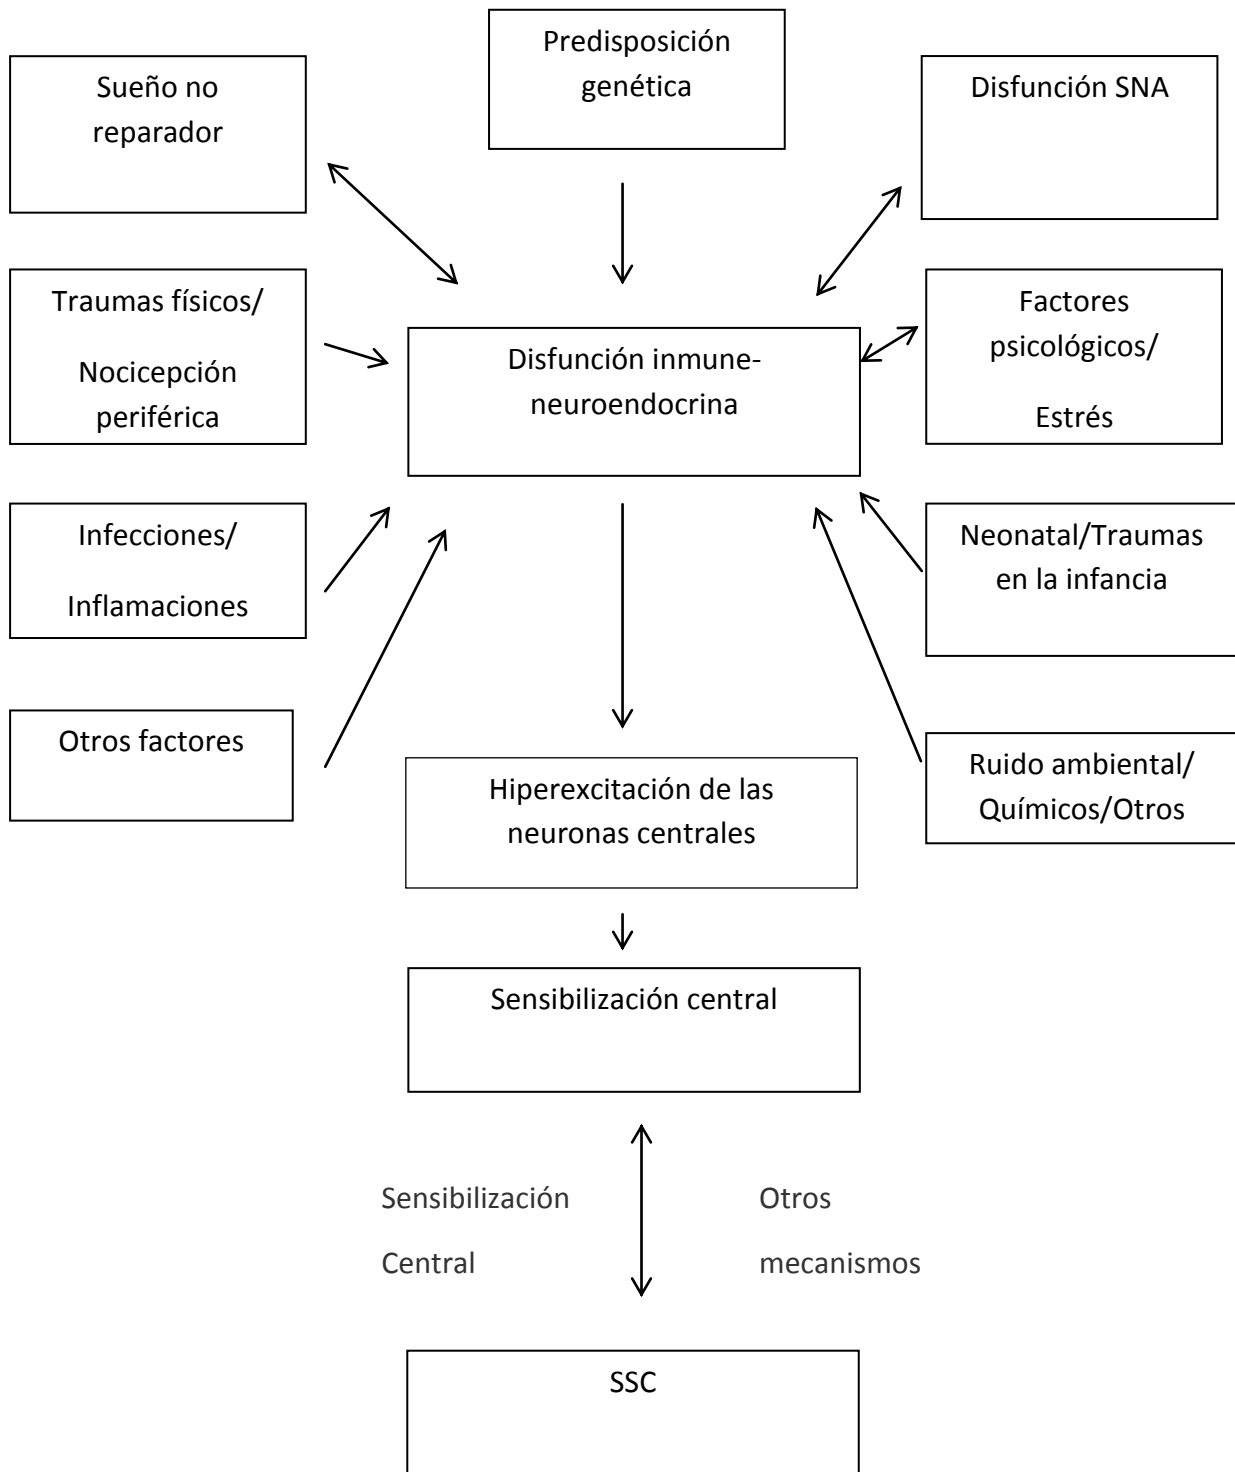 Predisposición
genética
Sueño no
reparador
Disfunción SNA
Traumas físicos/
Nocicepción
periférica
Disfunción inmune-
neuroendocrina
Factores
psicológicos/
Estrés
Infecciones/
Inflamaciones
Neonatal/Traumas
en la infancia
Otros factores
Hiperexcitación de las
neuronas centrales
Ruido ambiental/
Químicos/Otros
Sensibilización central
Sensibilización
Central
Otros
mecanismos
SSC